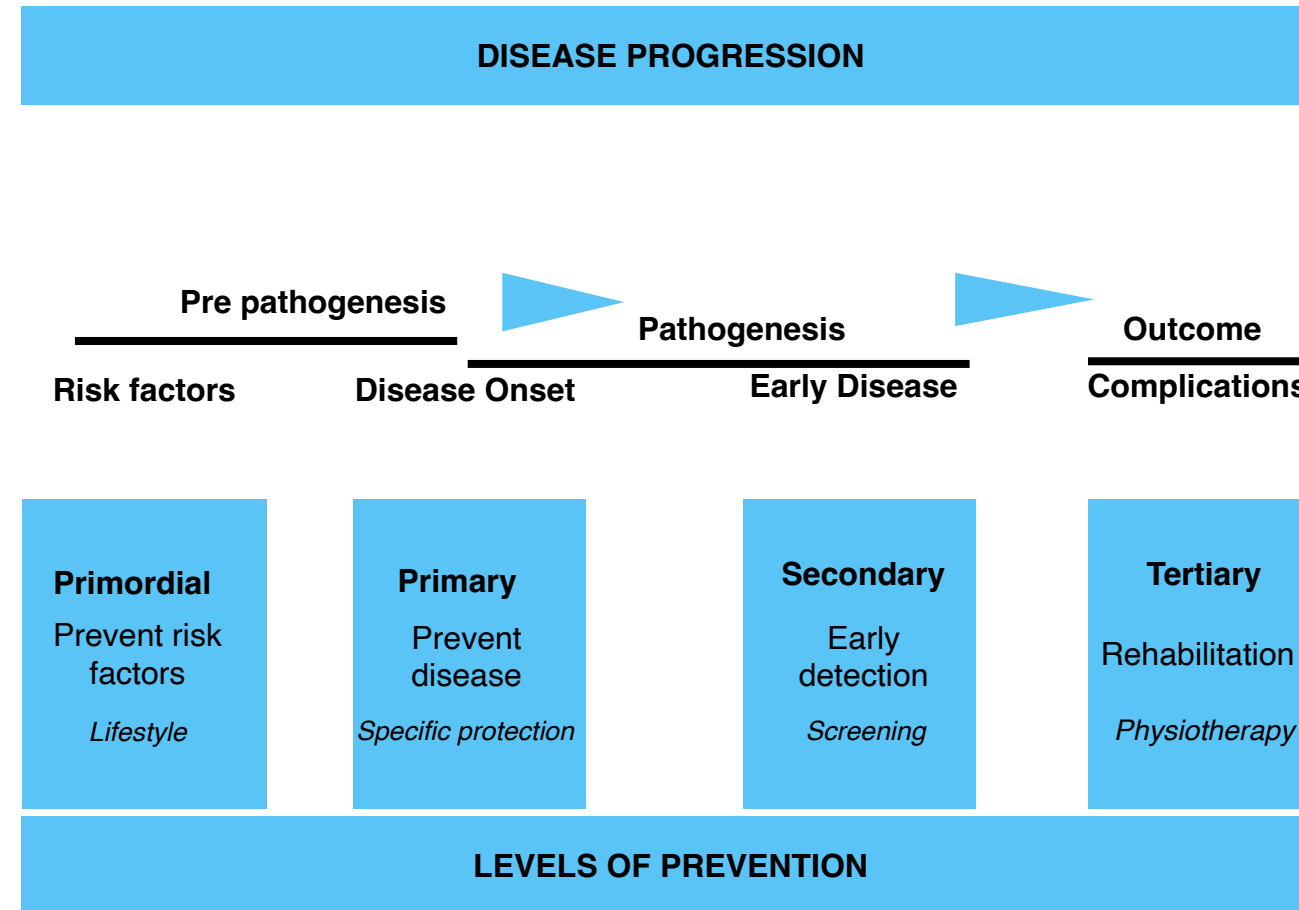 DISEASE PROGRESSION
Pre pathogenesis
Pathogenesis
Outcome
Risk factors
Disease Onset
Early Disease
Complications
Primordial
Prevent risk
factors
Lifestyle
Primary
Prevent
disease
Specific protection
Secondary
Early
detection
Screening
Tertiary
Rehabilitation
Physiotherapy
LEVELS OF PREVENTION